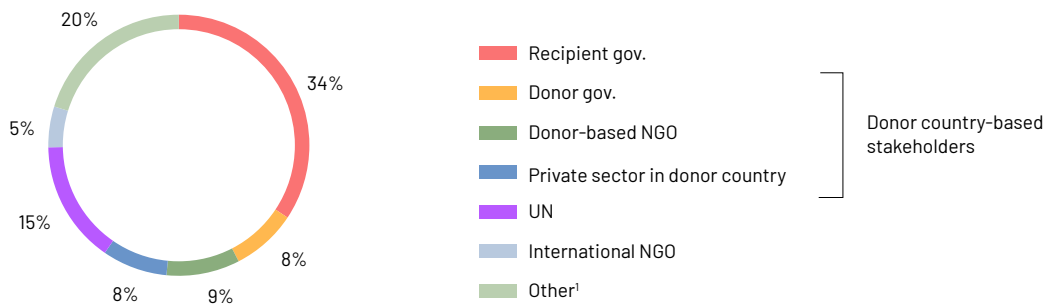 20%
34%
5%
15%
8%
8%
9%
Recipient gov.
Donor gov.
Donor-based NGO
Private sector in donor country
UN
International NGO
Other¹
Donor country-based
stakeholders